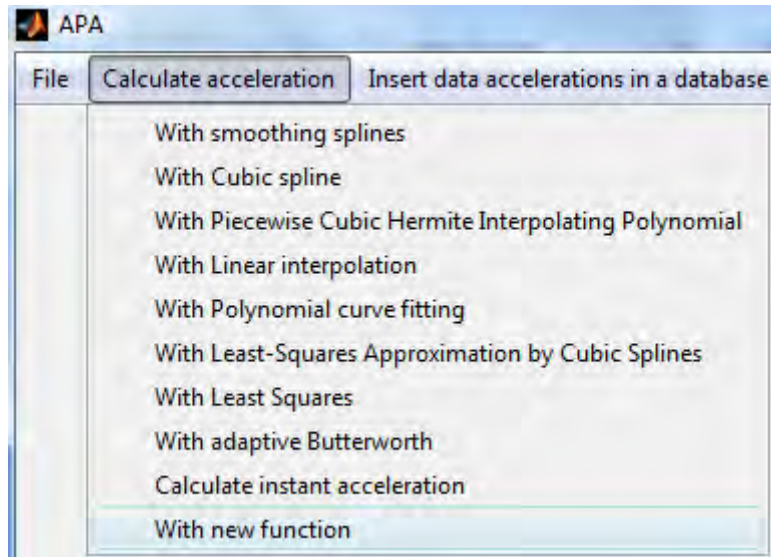 APA
File Calculate acceleration Insert data accelerations in a database
With smoothing splines
With Cubic spline
With Piecewise Cubic Hermite Interpolating Polynomial
With Linear interpolation
With Polynomial curve fitting
With Least-Squares Approximation by Cubic Splines
With Least Squares
With adaptive Butterworth
Calculate instant acceleration
With new function